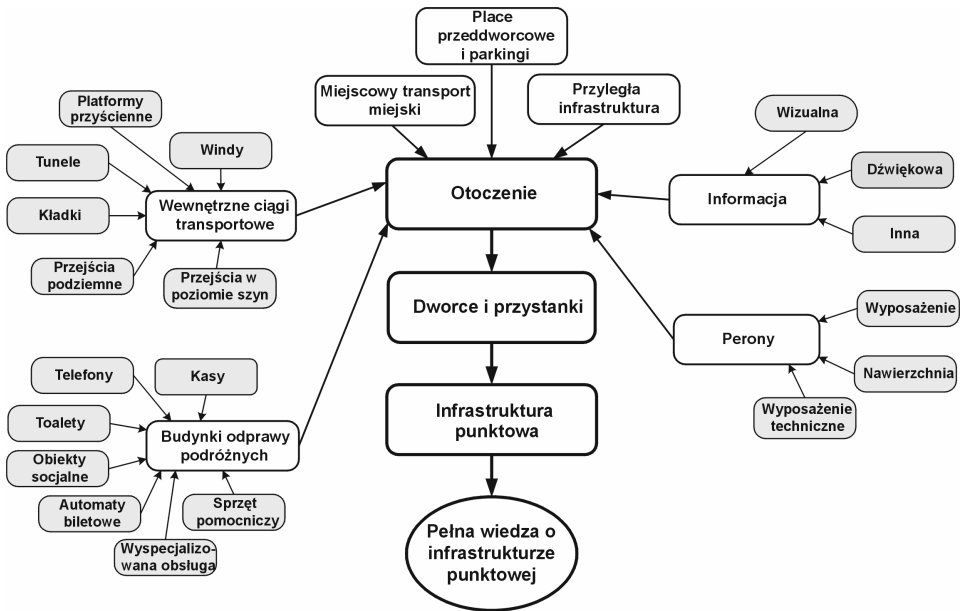 Place
przeddworcowe
i parkingi
Miejscowy transport
miejski
Przyległa
infrastruktura
Platformy
przyścienne
Windy
Tunele
Kładki
Wewnętrzne ciągi
transportowe
Przejścia
podziemne
Przejścia w
poziomie szyn
Otoczenie
Wizualna
Dźwiękowa
Informacja
Inna
Dworce i przystanki
Wyposażenie
Perony
Nawierzchnia
Wyposażenie
techniczne
Telefony
Kasy
Toalety
Budynki odprawy
podróżnych
Obiekty
socjalne
Automaty
biletowe
Sprzęt
pomocniczy
Wyspecjalizo-
wana obsługa
Infrastruktura
punktowa
Pełna wiedza o
infrastrukturze
punktowej